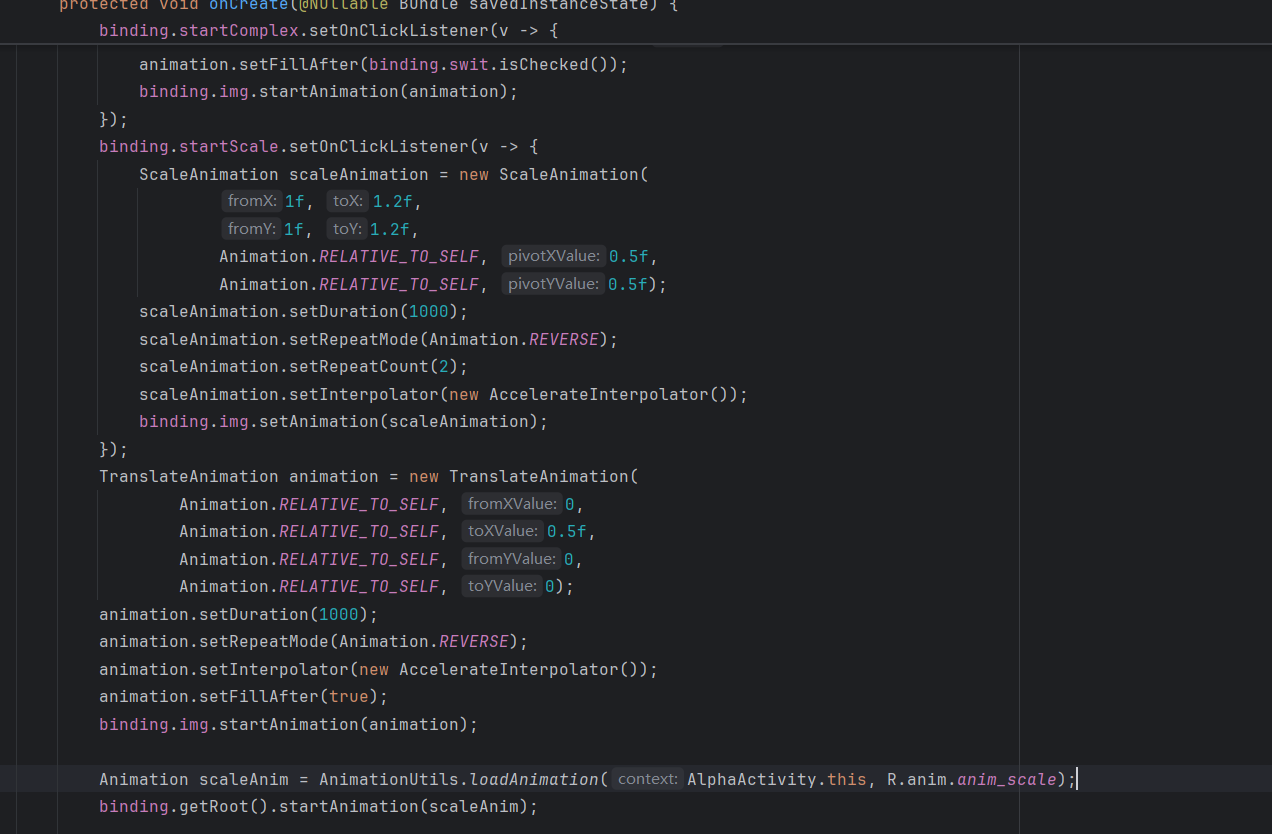 protected void onCreate(@Nullable Bundle savedInstanceState) {
binding.startComplex.setOnClickListener(v -> {
animation.setFillAfter(binding.swit.isChecked());
binding.img.startAnimation(animation);
});
binding.startScale.setOnClickListener(v -> {
ScaleAnimation scaleAnimation = new ScaleAnimation(
fromX: 1f, toX: 1.2f,
fromY: 1f, toY: 1.2f,
Animation.RELATIVE_TO_SELF, pivotXValue: 0.5f,
Animation.RELATIVE_TO_SELF, pivotYValue: 0.5f);
scaleAnimation.setDuration(1000);
scaleAnimation.setRepeatMode(Animation.REVERSE);
scaleAnimation.setRepeatCount(2);
scaleAnimation.setInterpolator(new AccelerateInterpolator());
binding.img.setAnimation(scaleAnimation);
});
TranslateAnimation animation = new TranslateAnimation(
Animation.RELATIVE_TO_SELF, fromXValue: 0,
Animation.RELATIVE_TO_SELF, toXValue: 0.5f,
Animation.RELATIVE_TO_SELF, fromYValue: 0,
Animation.RELATIVE_TO_SELF, toYValue: 0);
animation.setDuration(1000);
animation.setRepeatMode(Animation.REVERSE);
animation.setInterpolator(new AccelerateInterpolator());
animation.setFillAfter(true);
binding.img.startAnimation(animation);
Animation scaleAnim = AnimationUtils.loadAnimation( context: AlphaActivity.this, R.anim.anim_scale);
binding.getRoot().startAnimation(scaleAnim);